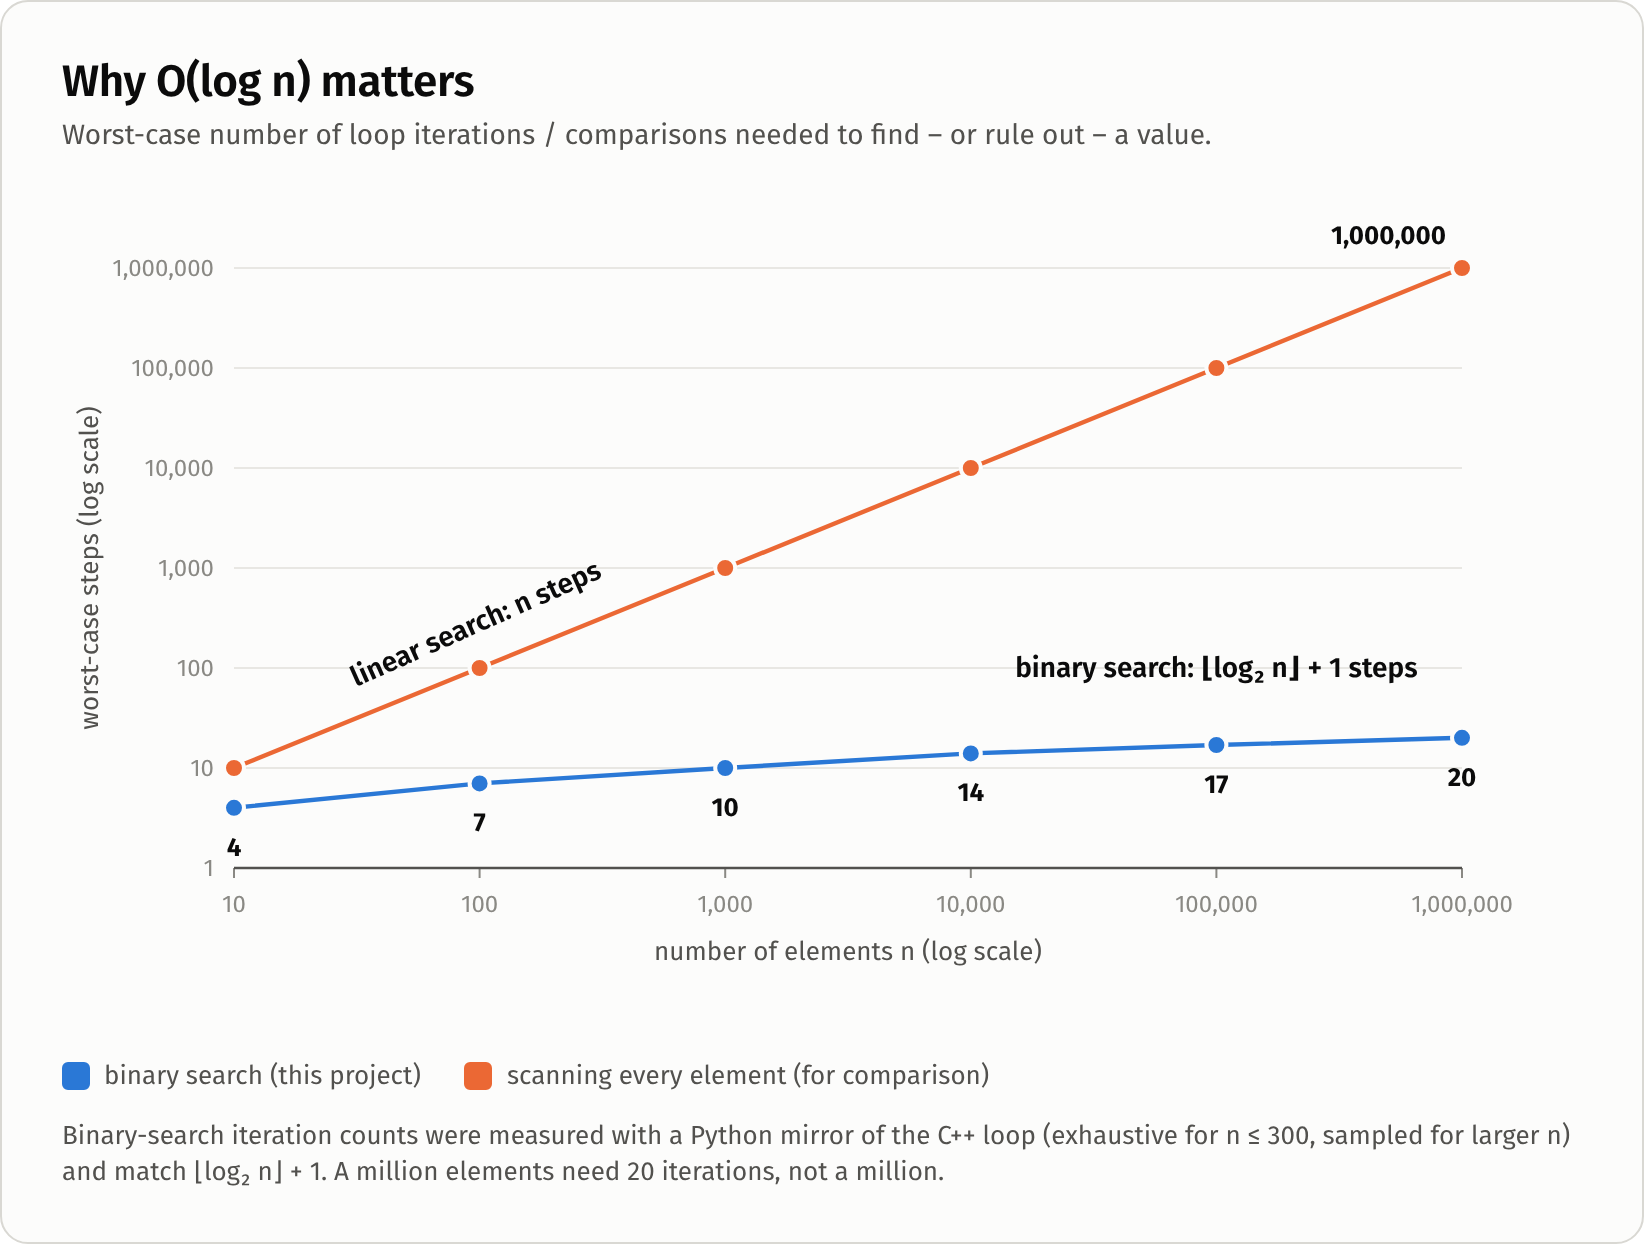 Why O(log n) matters
Worst-case number of loop iterations / comparisons needed to find – or rule out – a value.
1,000,000
1,000,000
100,000
10,000
1,000
100
10
1
worst-case steps (log scale)
linear search: n steps
binary search: ⌊log₂ n⌋ + 1 steps
4
7
10
14
17
20
10
100
1,000
10,000
100,000
1,000,000
number of elements n (log scale)
binary search (this project)
scanning every element (for comparison)
Binary-search iteration counts were measured with a Python mirror of the C++ loop (exhaustive for n ≤ 300, sampled for larger n)
and match ⌊log₂ n⌋ + 1. A million elements need 20 iterations, not a million.